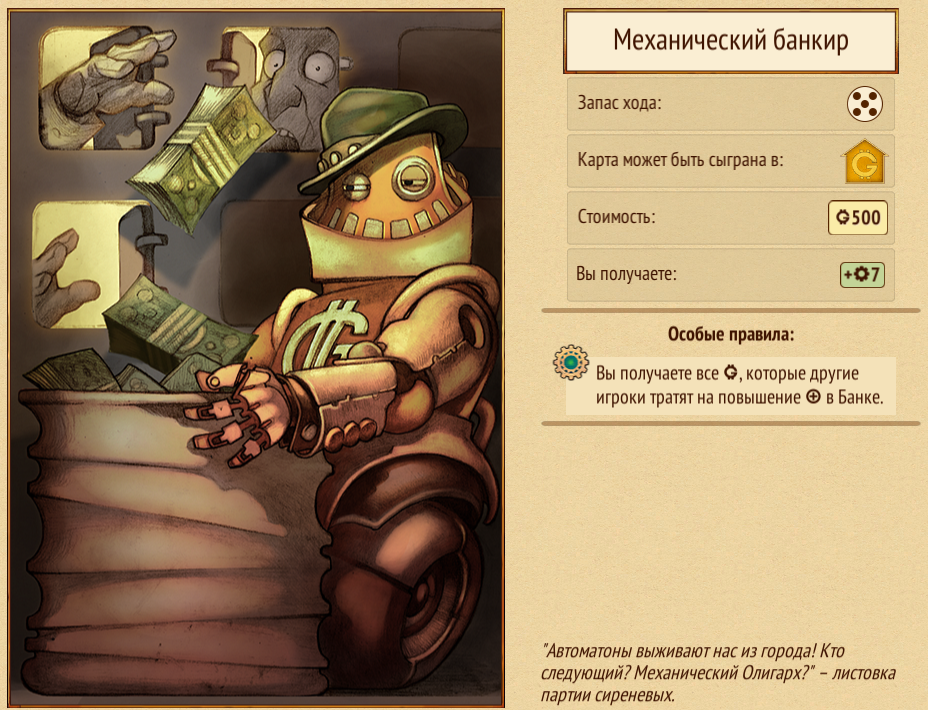 Механический банкир
Запас хода:
Карта может быть сыграна в:
G
Стоимость:
500
Вы получаете:
+ 7
Особые правила:
Вы получаете все , которые другие
игроки тратят на повышение в Банке.
"Автоматоны выживают нас из города! Кто
следующий? Механический Олигарх?" – листовка
партии сиреневых.